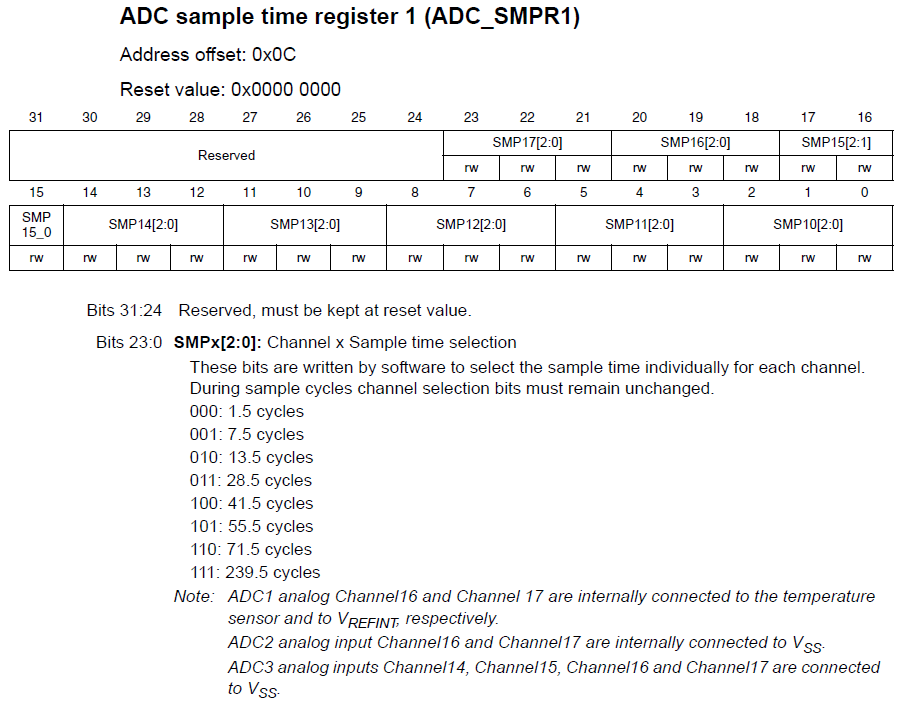 ADC sample time register 1 (ADC_SMPR1)
Address offset: 0x0C
Reset value: 0x0000 0000
31 30 29 28 27 26 25 24 23 22 21 20 19 18 17 16
Reserved SMP17[2:0] SMP16[2:0] SMP15[2:1]
rw rw rw rw rw rw rw rw
15 14 13 12 11 10 9 8 7 6 5 4 3 2 1 0
SMP
15_0 SMP14[2:0] SMP13[2:0] SMP12[2:0] SMP11[2:0] SMP10[2:0]
rw rw rw rw rw rw rw rw rw rw rw rw rw rw rw rw
Bits 31:24 Reserved, must be kept at reset value.
Bits 23:0 SMPx[2:0]: Channel x Sample time selection
These bits are written by software to select the sample time individually for each channel.
During sample cycles channel selection bits must remain unchanged.
000: 1.5 cycles
001: 7.5 cycles
010: 13.5 cycles
011: 28.5 cycles
100: 41.5 cycles
101: 55.5 cycles
110: 71.5 cycles
111: 239.5 cycles
Note: ADC1 analog Channel16 and Channel 17 are internally connected to the temperature
sensor and to VREFINT, respectively.
ADC2 analog input Channel16 and Channel17 are internally connected to VSS.
ADC3 analog inputs Channel14, Channel15, Channel16 and Channel17 are connected
to VSS.